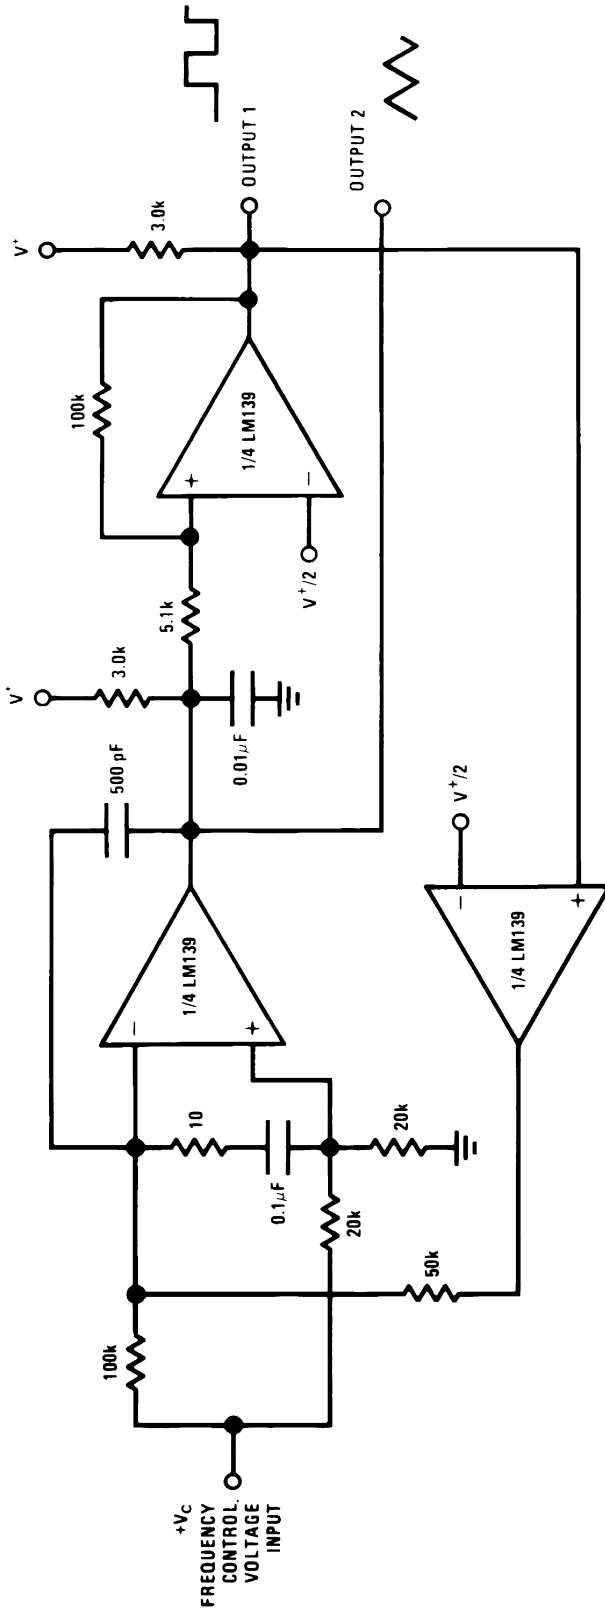 V⁺
V⁺
500 pF
3.0k
100k
3.0k
+V_C
FREQUENCY
CONTROL.
VOLTAGE
INPUT
100k
−
1/4 LM139
+
10
0.1μF
20k
20k
5.1k
0.01μF
+
1/4 LM139
−
V⁺/2
OUTPUT 1
OUTPUT 2
50k
V⁺/2
−
1/4 LM139
+